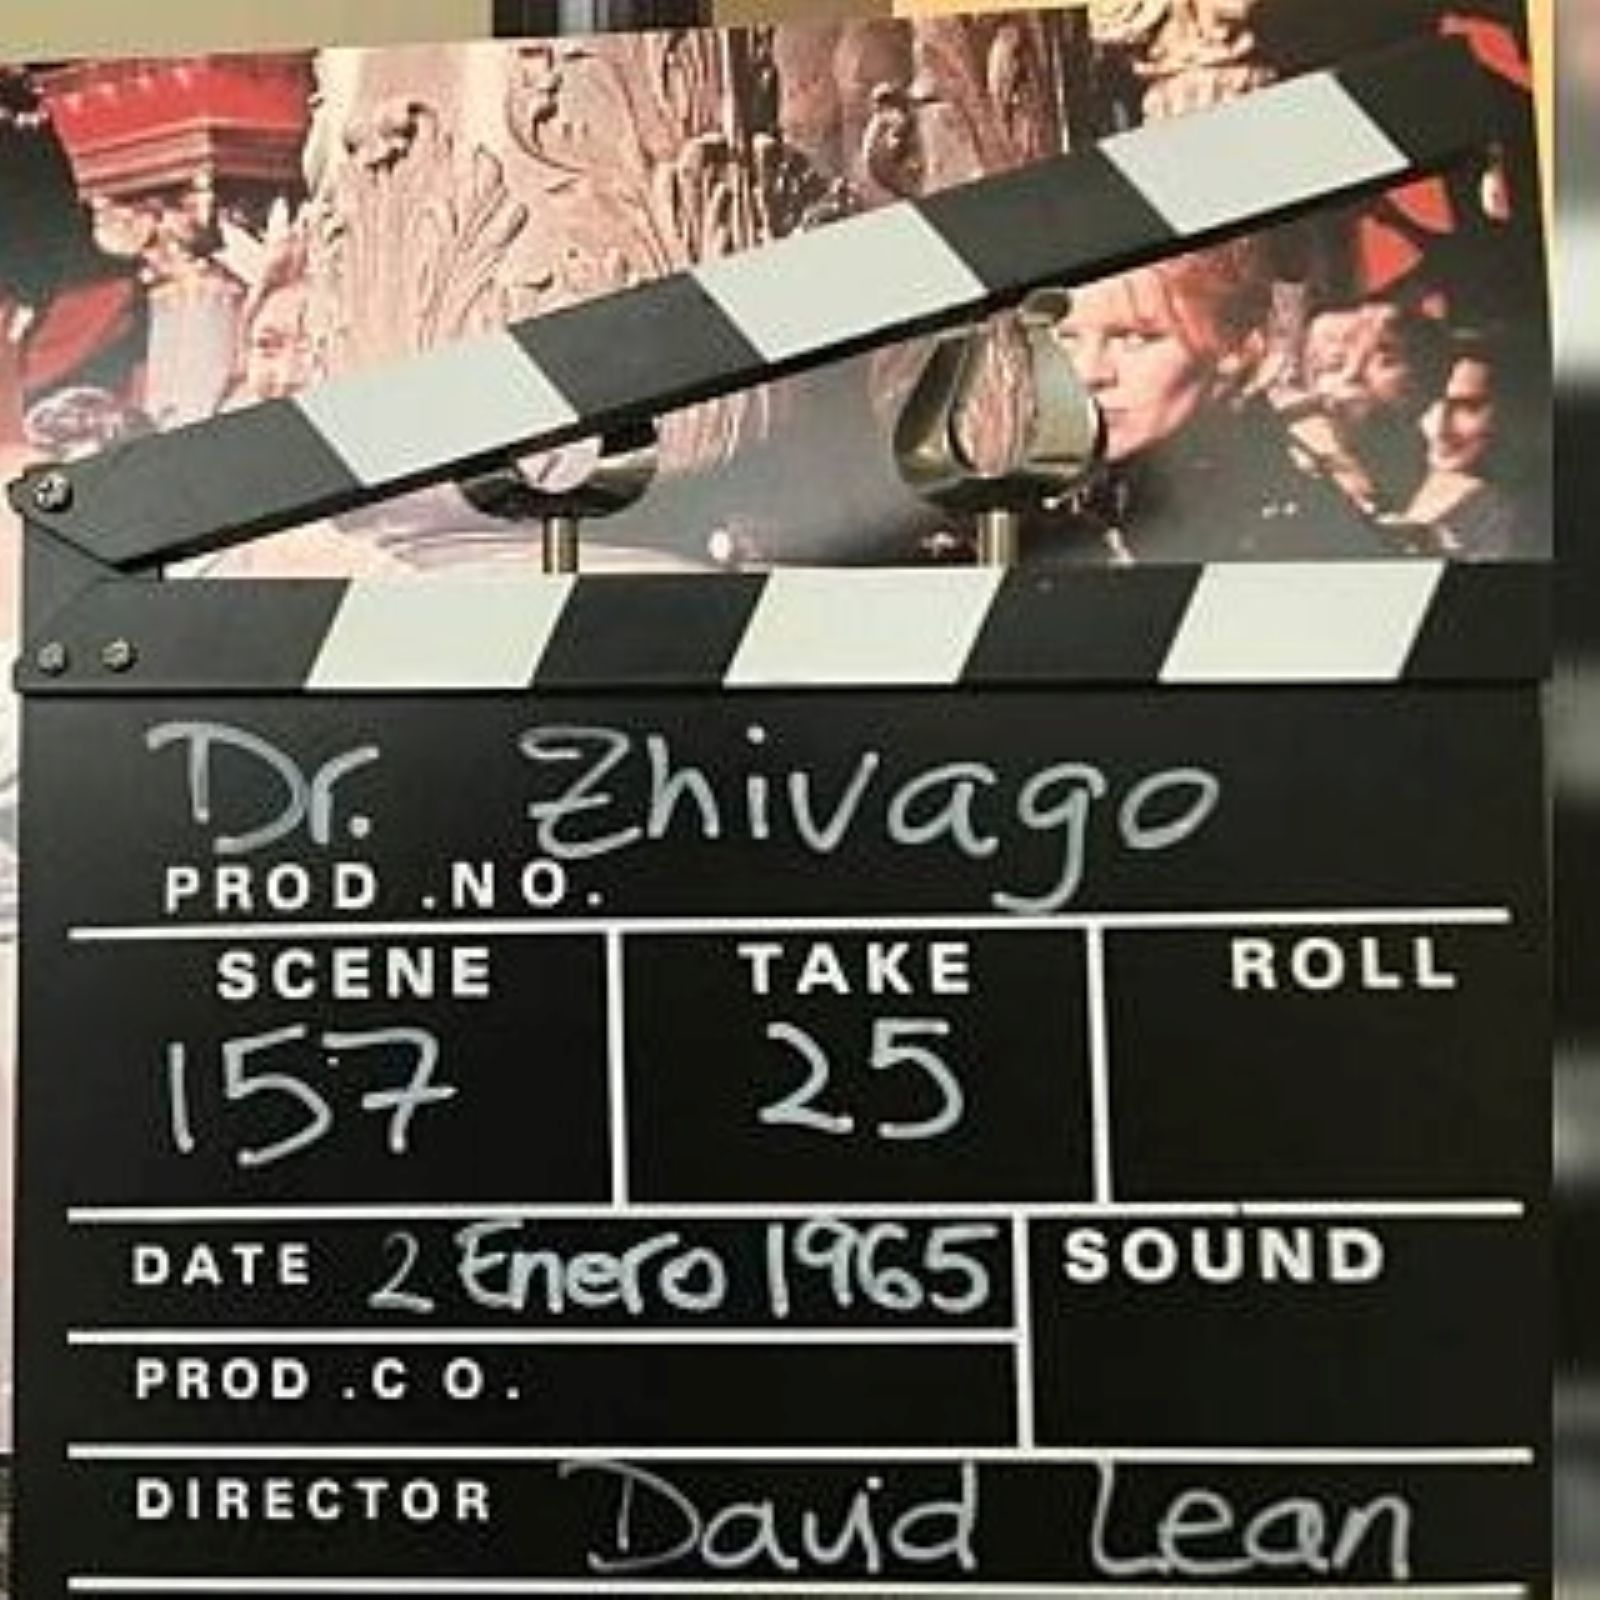 Dr. Zhivago
PROD .NO.
SCENE TAKE ROLL
157 25
DATE 2 Enero 1965 SOUND
PROD .C O.
DIRECTOR David Lean